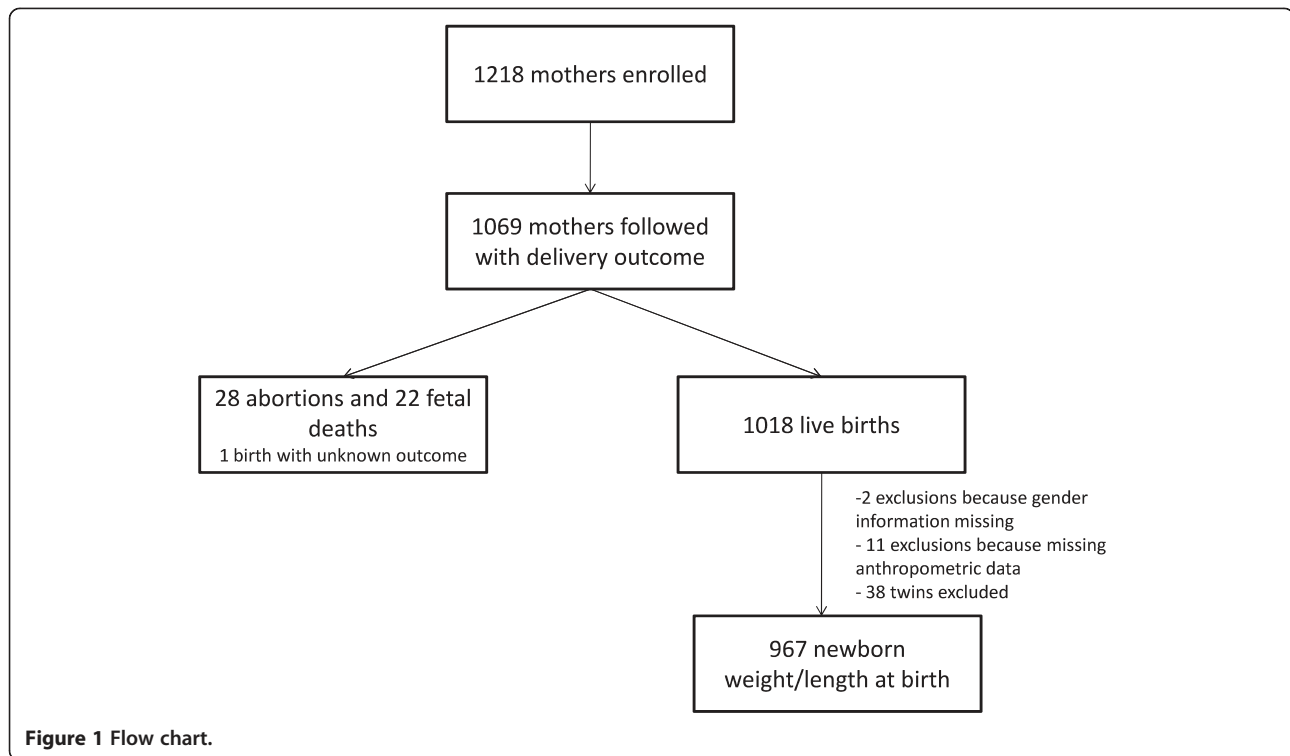 1218 mothers enrolled
1069 mothers followed
with delivery outcome
28 abortions and 22 fetal
deaths
1 birth with unknown outcome
1018 live births
-2 exclusions because gender
information missing
- 11 exclusions because missing
anthropometric data
- 38 twins excluded
967 newborn
weight/length at birth
Figure 1 Flow chart.